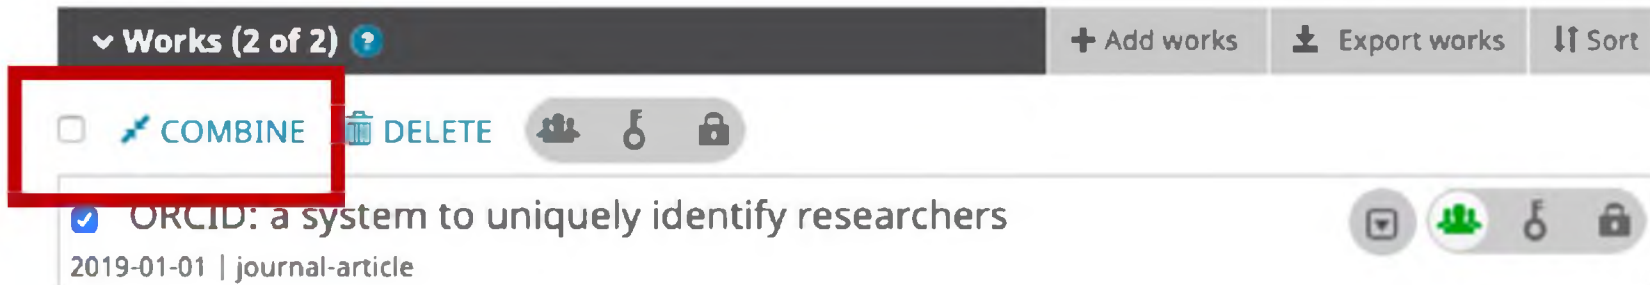 Works (2 of 2) ? + Add works Export works Sort
COMBINE DELETE
ORCID: a system to uniquely identify researchers
2019-01-01 | journal-article